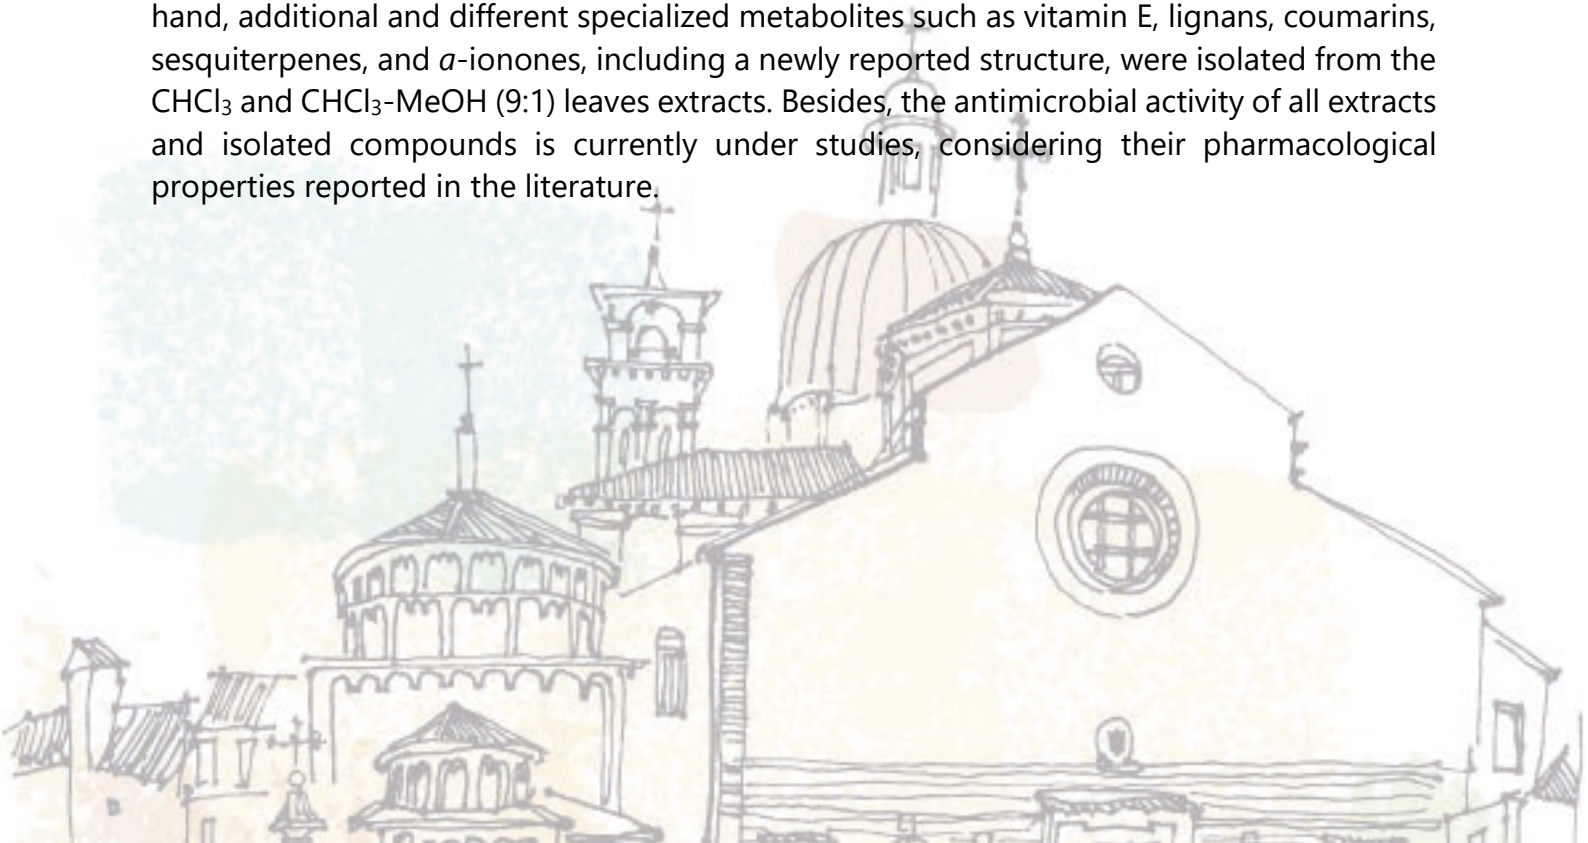 hand, additional and different specialized metabolites such as vitamin E, lignans, coumarins,
sesquiterpenes, and α-ionones, including a newly reported structure, were isolated from the
CHCl₃ and CHCl₃-MeOH (9:1) leaves extracts. Besides, the antimicrobial activity of all extracts
and isolated compounds is currently under studies, considering their pharmacological
properties reported in the literature.